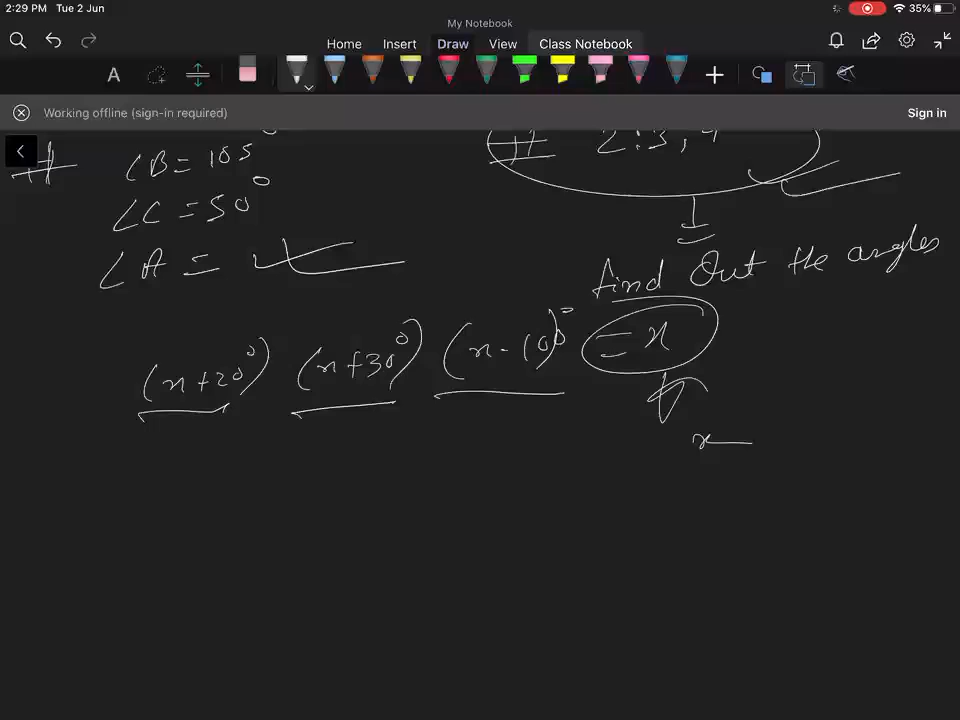 2:29 PM Tue 2 Jun
35%
My Notebook
Home Insert Draw View Class Notebook
A
Working offline (sign-in required)
Sign in
# ∠B = 105°
2:3,4
∠C = 50°
∠A =
find Out the angles
(x+20°) (x+30°) (x-10)° = x
x